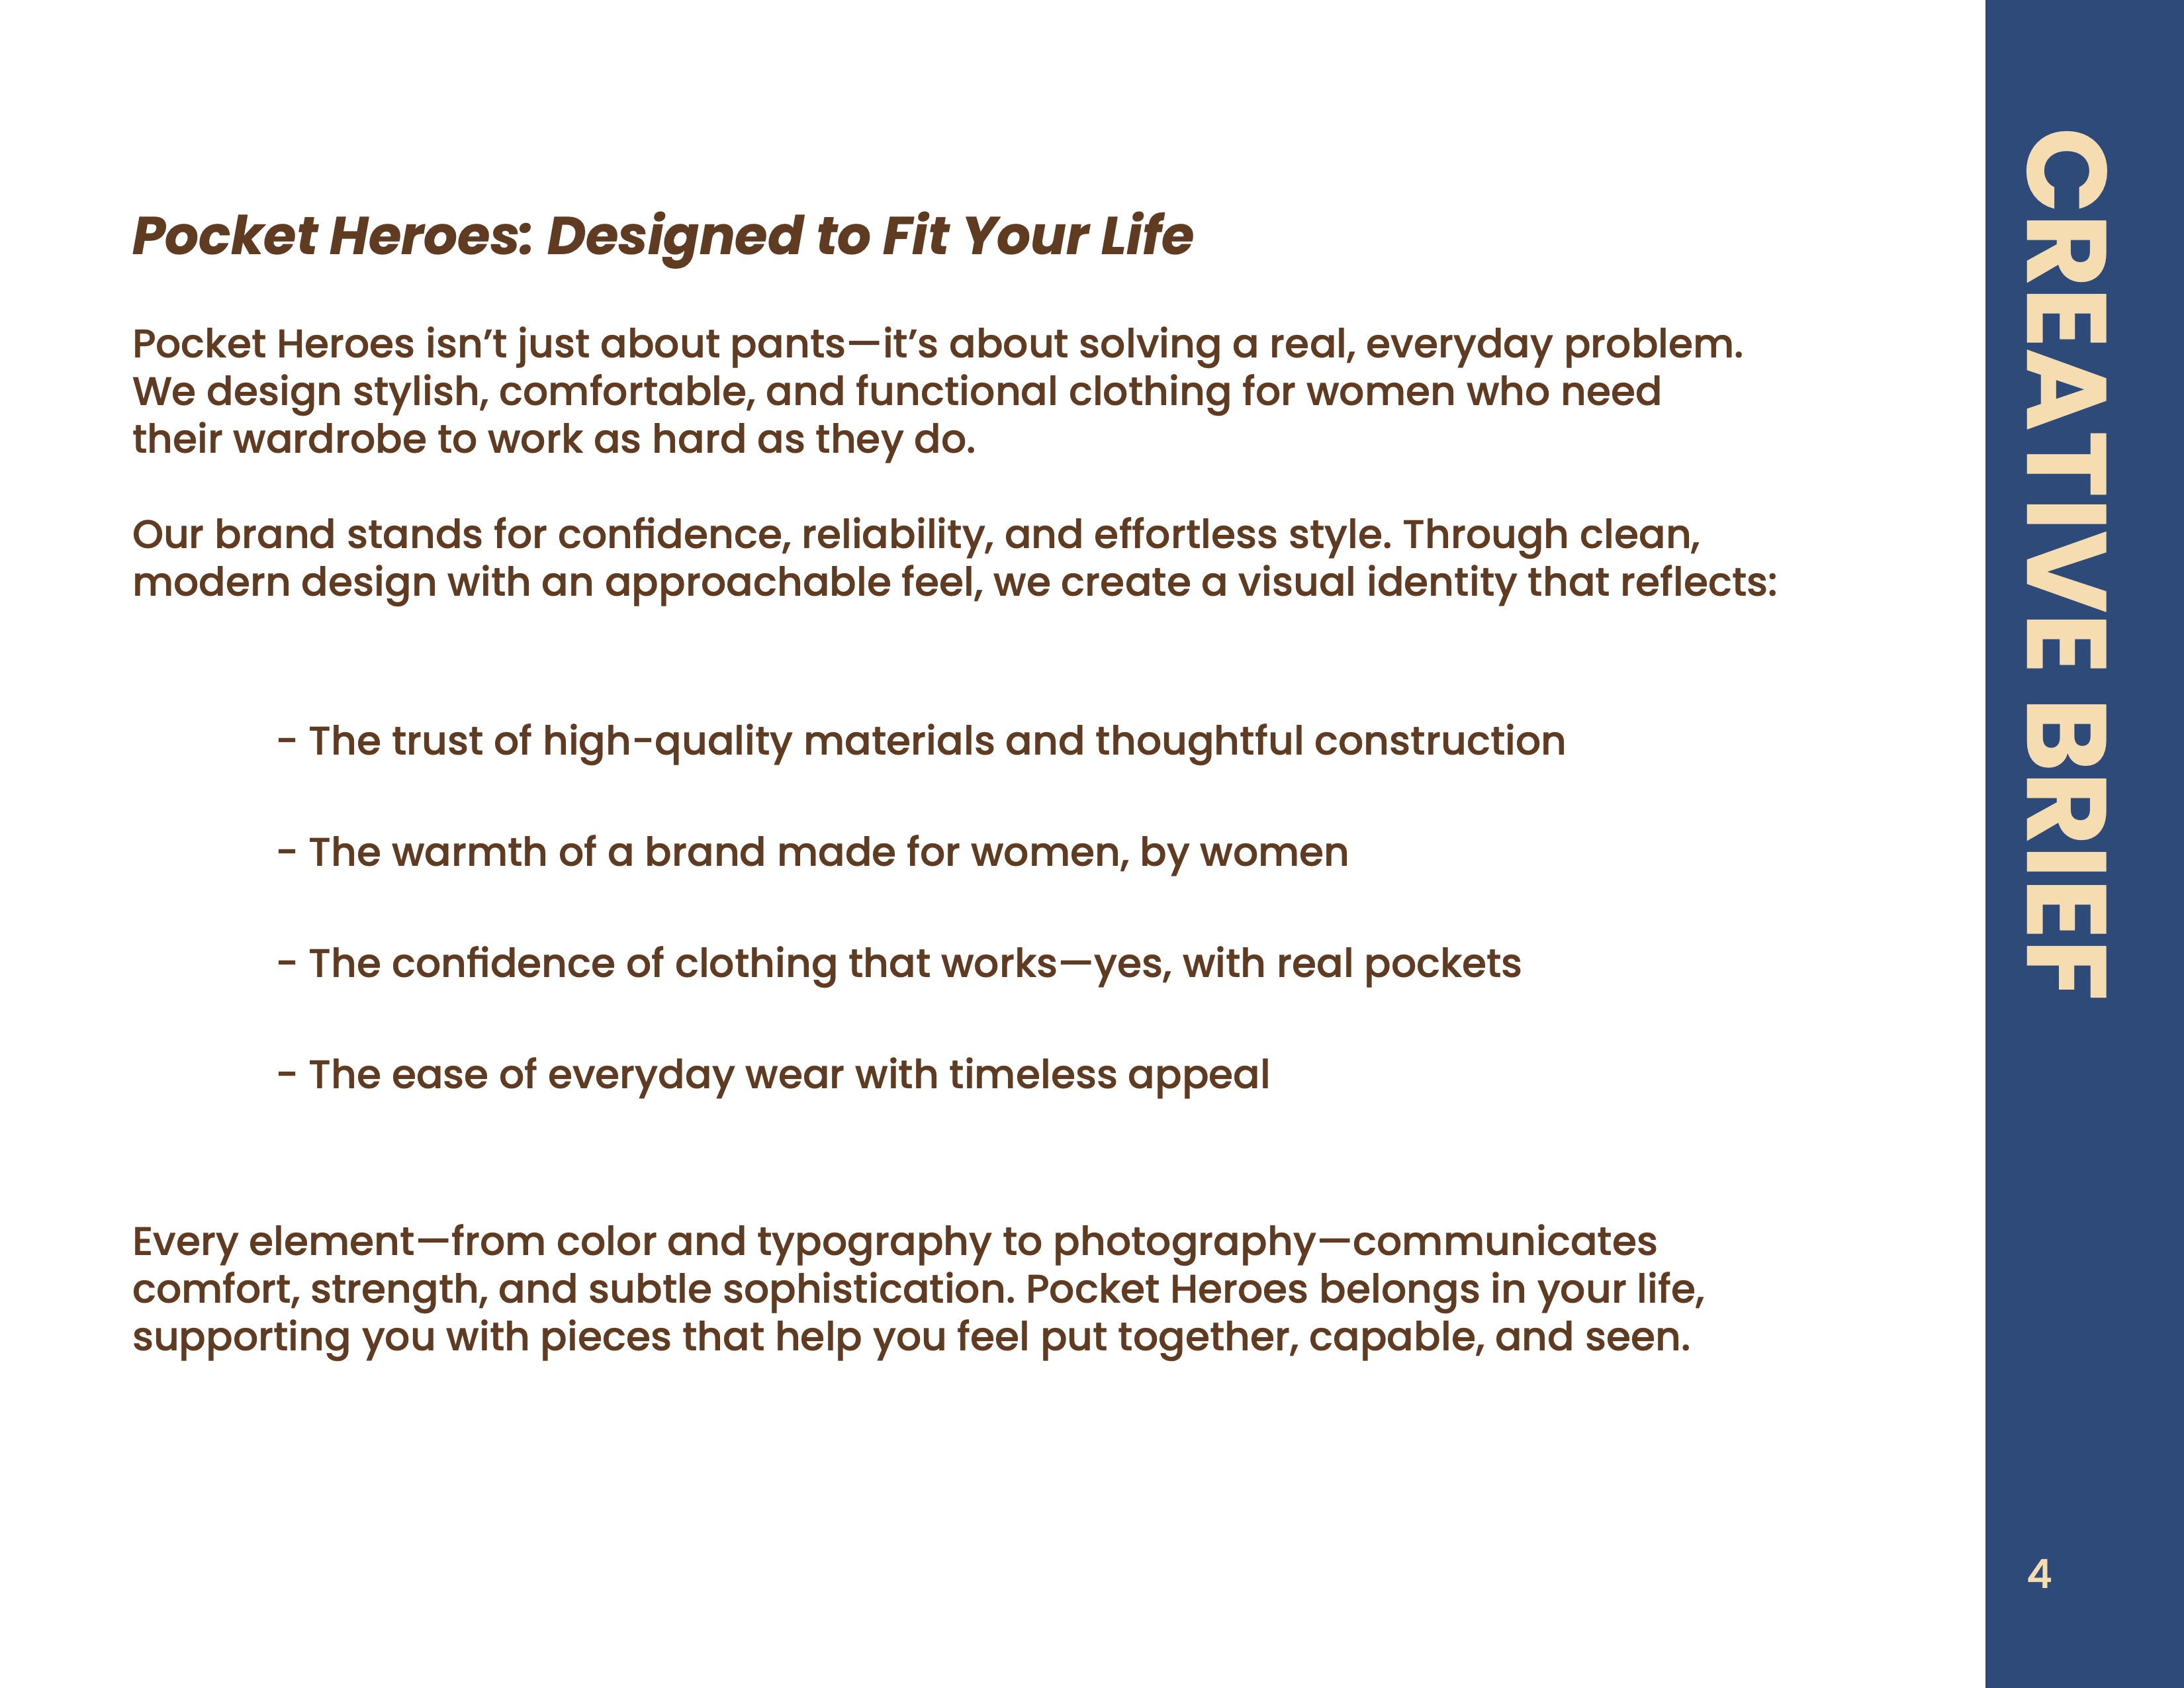 Pocket Heroes: Designed to Fit Your Life
Pocket Heroes isn’t just about pants—it’s about solving a real, everyday problem.
We design stylish, comfortable, and functional clothing for women who need
their wardrobe to work as hard as they do.
Our brand stands for confidence, reliability, and effortless style. Through clean,
modern design with an approachable feel, we create a visual identity that reflects:
- The trust of high-quality materials and thoughtful construction
- The warmth of a brand made for women, by women
- The confidence of clothing that works—yes, with real pockets
- The ease of everyday wear with timeless appeal
Every element—from color and typography to photography—communicates
comfort, strength, and subtle sophistication. Pocket Heroes belongs in your life,
supporting you with pieces that help you feel put together, capable, and seen.
CREATIVE BRIEF
4